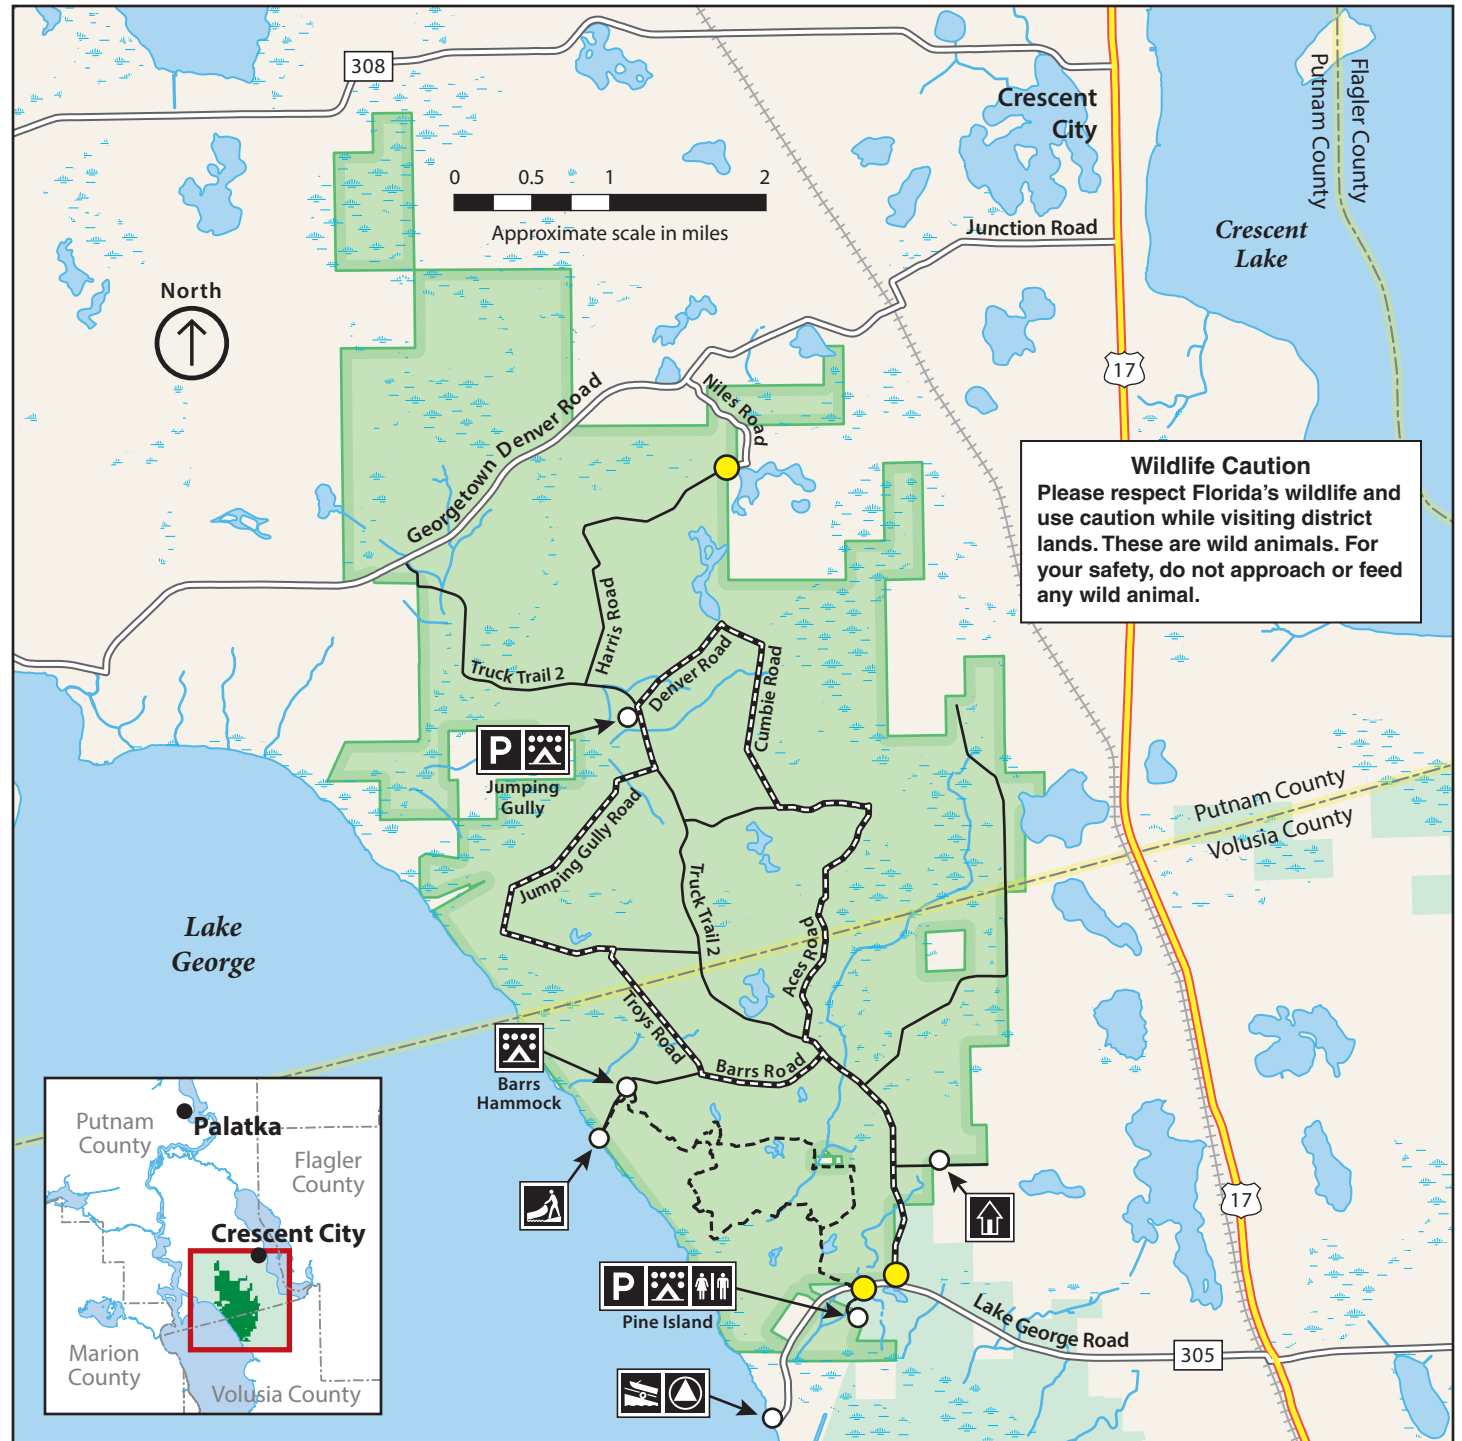 308
Crescent
City
Flagler County
Putnam County
0 0.5 1 2
Approximate scale in miles
Junction Road
Crescent
Lake
North
17
Niles Road
Georgetown Denver Road
Wildlife Caution
Please respect Florida’s wildlife and
use caution while visiting district
lands. These are wild animals. For
your safety, do not approach or feed
any wild animal.
Harris Road
Truck Trail 2
Denver Road
Cumbie Road
P
Jumping
Gully
Jumping Gully Road
Putnam County
Volusia County
Truck Trail 2
Lake
George
Aces Road
Troys Road
Barrs Road
Barrs
Hammock
Putnam
County
Palatka
Flagler
County
Crescent City
Marion
County
Volusia County
17
P
Pine Island
Lake George Road
305